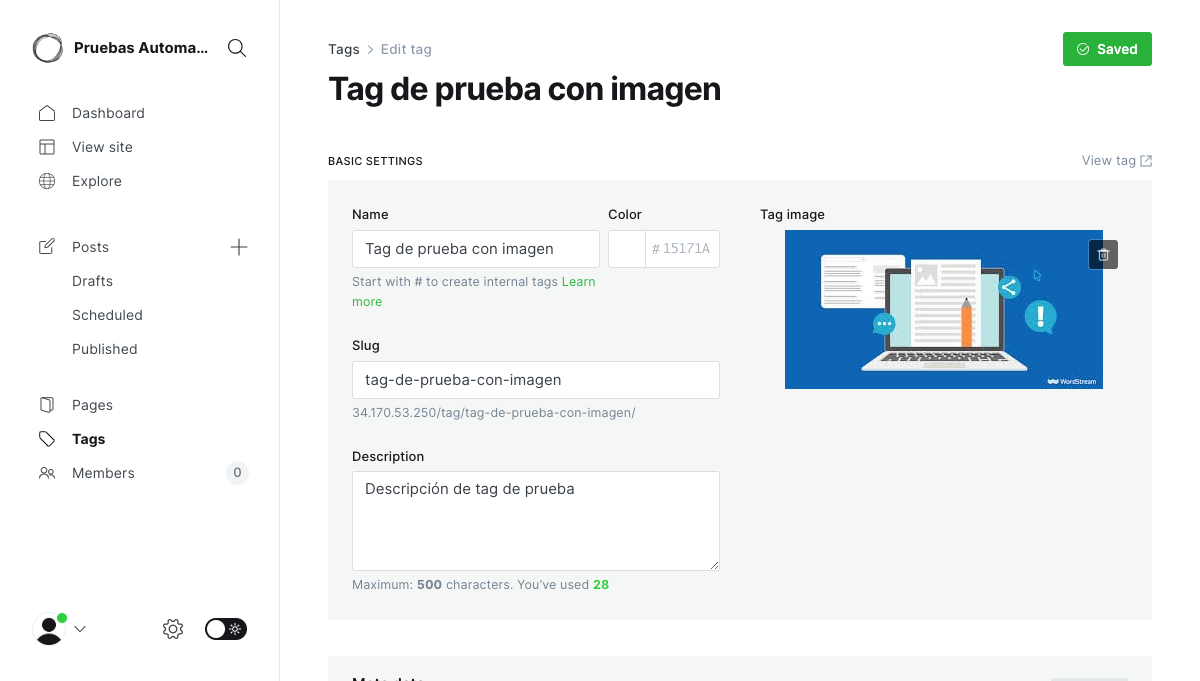 Pruebas Automa...
Dashboard
View site
Explore
Posts
Drafts
Scheduled
Published
Pages
Tags
Members
0
Tags
Edit tag
Saved
Tag de prueba con imagen
BASIC SETTINGS
View tag
Name
Tag de prueba con imagen
Start with # to create internal tags Learn
more
Color
# 15171A
Slug
tag-de-prueba-con-imagen
34.170.53.250/tag/tag-de-prueba-con-imagen/
Description
Descripción de tag de prueba
Maximum: 500 characters. You've used 28
Tag image
WordStream